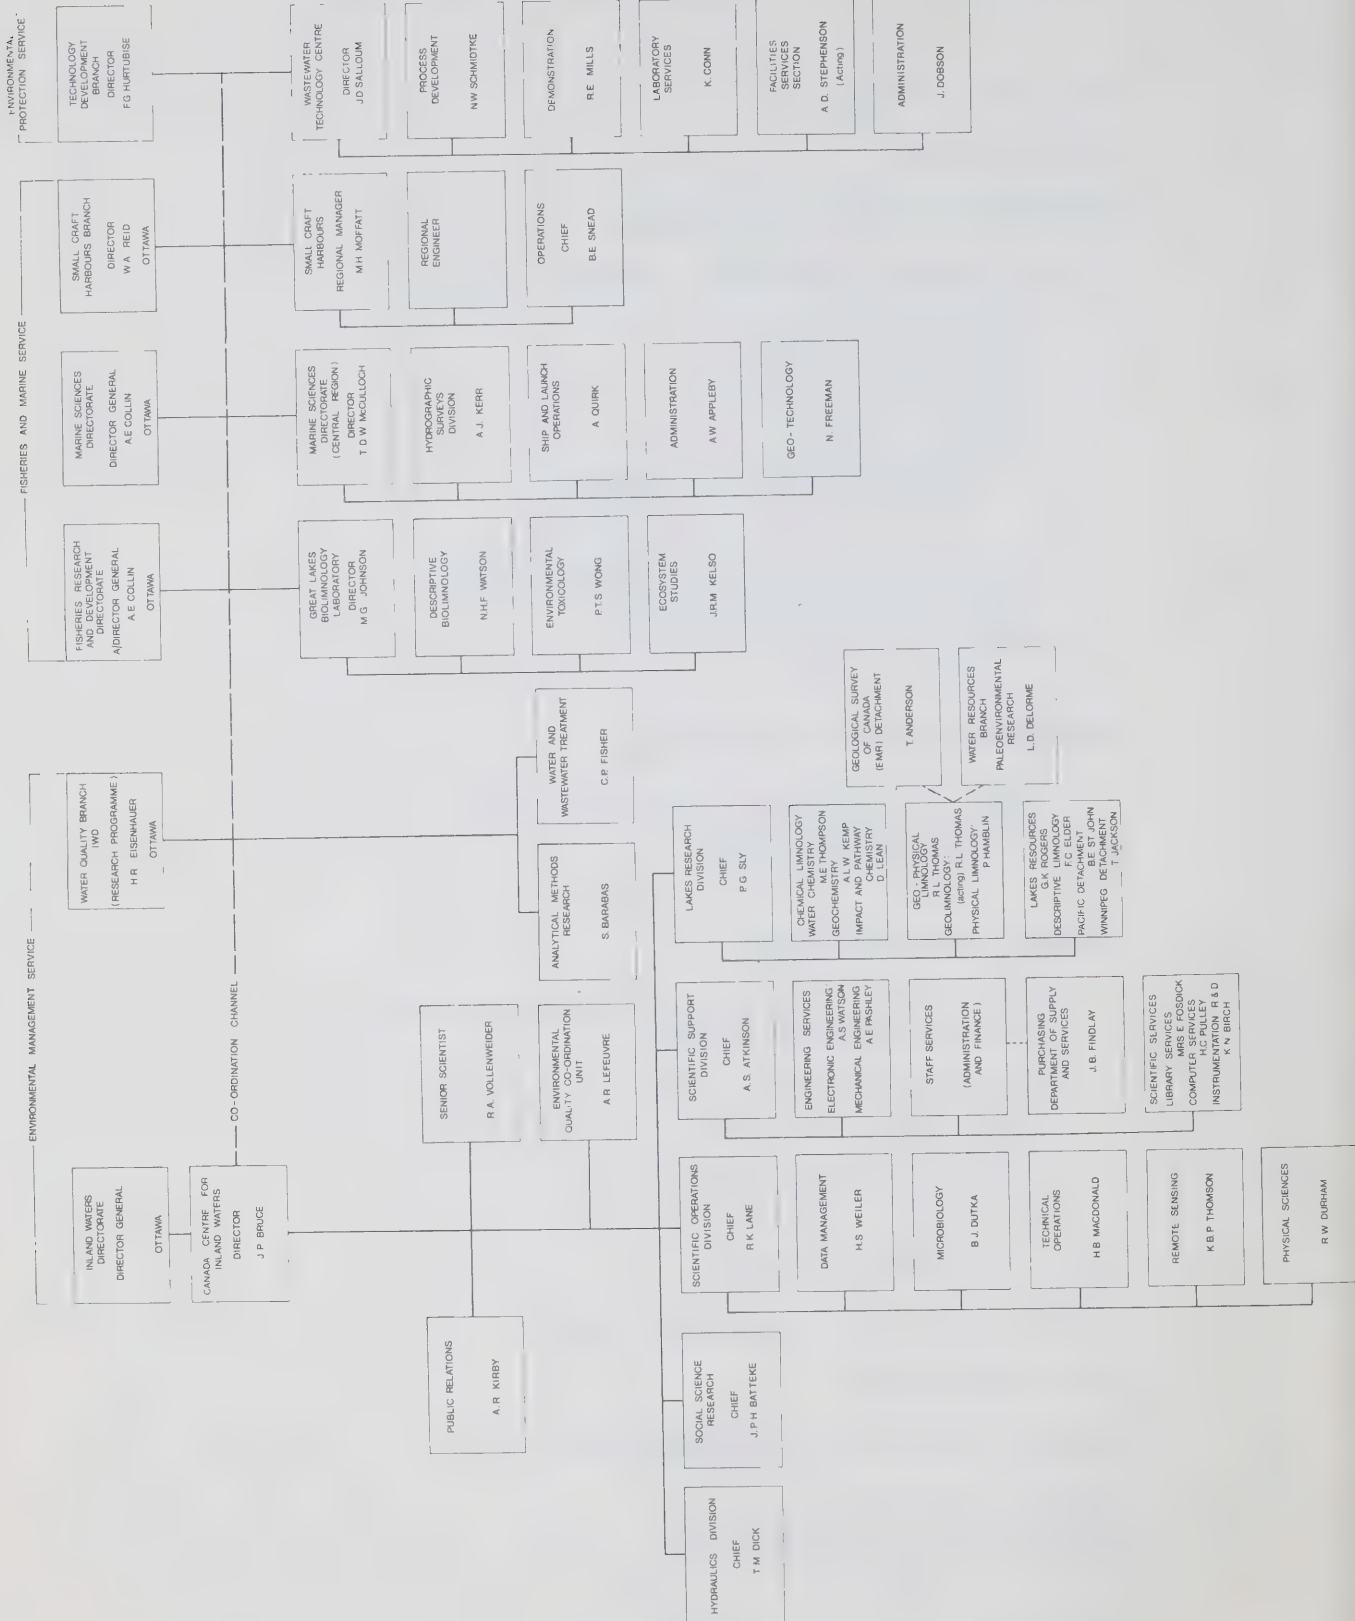 ENVIRONMENTAL MANAGEMENT SERVICE
INLAND WATERS
DIRECTORATE
DIRECTOR GENERAL
OTTAWA
CANADA CENTRE FOR
INLAND WATERS
DIRECTOR
J P BRUCE
CO-ORDINATION CHANNEL
WATER QUALITY BRANCH
IWD
(RESEARCH PROGRAMME)
H R EISENHAUER
OTTAWA
PUBLIC RELATIONS
A. R KIRBY
SENIOR SCIENTIST
R A. VOLLENWEIDER
ENVIRONMENTAL
QUALITY CO-ORDINATION
UNIT
A R LEFEUVRE
ANALYTICAL METHODS
RESEARCH
S. BARABAS
WATER AND
WASTEWATER TREATMENT
C.P. FISHER
HYDRAULICS DIVISION
CHIEF
T M DICK
SOCIAL SCIENCE
RESEARCH
CHIEF
J. P H BATTEKE
SCIENTIFIC OPERATIONS
DIVISION
CHIEF
R K LANE
DATA MANAGEMENT
H.S WEILER
MICROBIOLOGY
B J. DUTKA
TECHNICAL
OPERATIONS
H B MACDONALD
REMOTE SENSING
K B. P THOMSON
PHYSICAL SCIENCES
R W DURHAM
SCIENTIFIC SUPPORT
DIVISION
CHIEF
A.S. ATKINSON
ENGINEERING SERVICES
ELECTRONIC ENGINEERING
A.S WATSON
MECHANICAL ENGINEERING
A E PASHLEY
STAFF SERVICES
(ADMINISTRATION
AND FINANCE)
PURCHASING
DEPARTMENT OF SUPPLY
AND SERVICES
J. B. FINDLAY
SCIENTIFIC SERVICES
LIBRARY SERVICES
MRS E FOSDICK
COMPUTER SERVICES
H.C PULLEY
INSTRUMENTATION R & D
K N BIRCH
LAKES RESEARCH
DIVISION
CHIEF
P G SLY
CHEMICAL LIMNOLOGY
WATER CHEMISTRY
M.E THOMPSON
GEOCHEMISTRY
A L W KEMP
IMPACT AND PATHWAY
CHEMISTRY
D. LEAN
GEO-PHYSICAL
LIMNOLOGY
R L THOMAS
GEOLIMNOLOGY:
(acting) R.L THOMAS
PHYSICAL LIMNOLOGY
P HAMBLIN
LAKES RESOURCES
G.K ROGERS
DESCRIPTIVE LIMNOLOGY
F C ELDER
PACIFIC DETACHMENT
B.E ST JOHN
WINNIPEG DETACHMENT
T JACKSON
GEOLOGICAL SURVEY
OF CANADA
(EMR) DETACHMENT
T. ANDERSON
WATER RESOURCES
BRANCH
PALEOENVIRONMENTAL
RESEARCH
L.D. DELORME
FISHERIES AND MARINE SERVICE
FISHERIES RESEARCH
AND DEVELOPMENT
DIRECTORATE
A/DIRECTOR GENERAL
A.E COLLIN
OTTAWA
GREAT LAKES
BIOLIMNOLOGY
LABORATORY
DIRECTOR
M G JOHNSON
DESCRIPTIVE
BIOLIMNOLOGY
N.H.F WATSON
ENVIRONMENTAL
TOXICOLOGY
P.T.S WONG
ECOSYSTEM
STUDIES
J.R.M KELSO
MARINE SCIENCES
DIRECTORATE
DIRECTOR GENERAL
A.E COLLIN
OTTAWA
MARINE SCIENCES
DIRECTORATE
(CENTRAL REGION)
DIRECTOR
T D W McCULLOCH
HYDROGRAPHIC
SURVEYS
DIVISION
A J. KERR
SHIP AND LAUNCH
OPERATIONS
A QUIRK
ADMINISTRATION
A W APPLEBY
GEO-TECHNOLOGY
N. FREEMAN
SMALL CRAFT
HARBOURS BRANCH
DIRECTOR
W A REID
OTTAWA
SMALL CRAFT
HARBOURS
REGIONAL MANAGER
M H MOFFATT
REGIONAL
ENGINEER
OPERATIONS
CHIEF
B.E SNEAD
ENVIRONMENTAL
PROTECTION SERVICE
TECHNOLOGY
DEVELOPMENT
BRANCH
DIRECTOR
F G HURTUBISE
WASTEWATER
TECHNOLOGY CENTRE
DIRECTOR
J D SALLOUM
PROCESS
DEVELOPMENT
N W SCHMIDTKE
DEMONSTRATION
R E MILLS
LABORATORY
SERVICES
K. CONN
FACILITIES
SERVICES
SECTION
A D. STEPHENSON
(Acting)
ADMINISTRATION
J. DOBSON